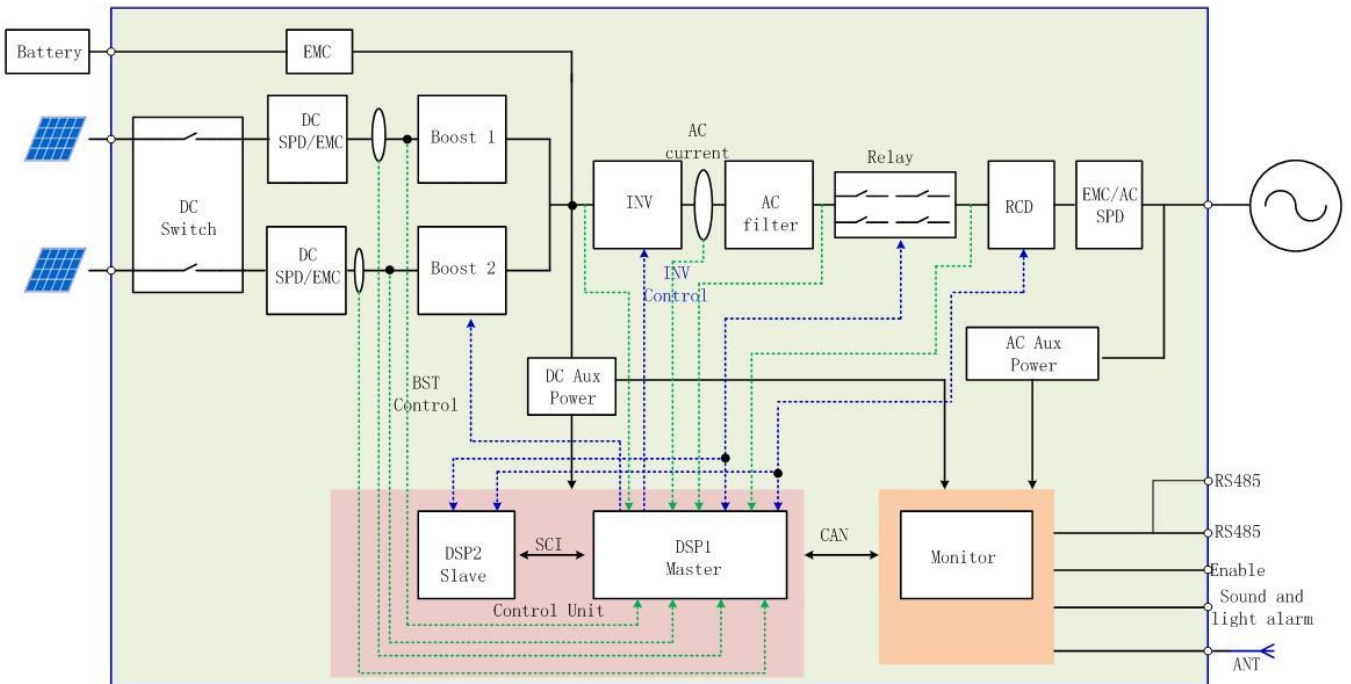 Battery
EMC
DC
SPD/EMC
Boost 1
DC
Switch
DC
SPD/EMC
Boost 2
INV
AC
current
AC
filter
Relay
RCD
EMC/AC
SPD
INV
Control
BST
Control
DC Aux
Power
AC Aux
Power
DSP2
Slave
SCI
DSP1
Master
Control Unit
CAN
Monitor
RS485
RS485
Enable
Sound and
light alarm
ANT